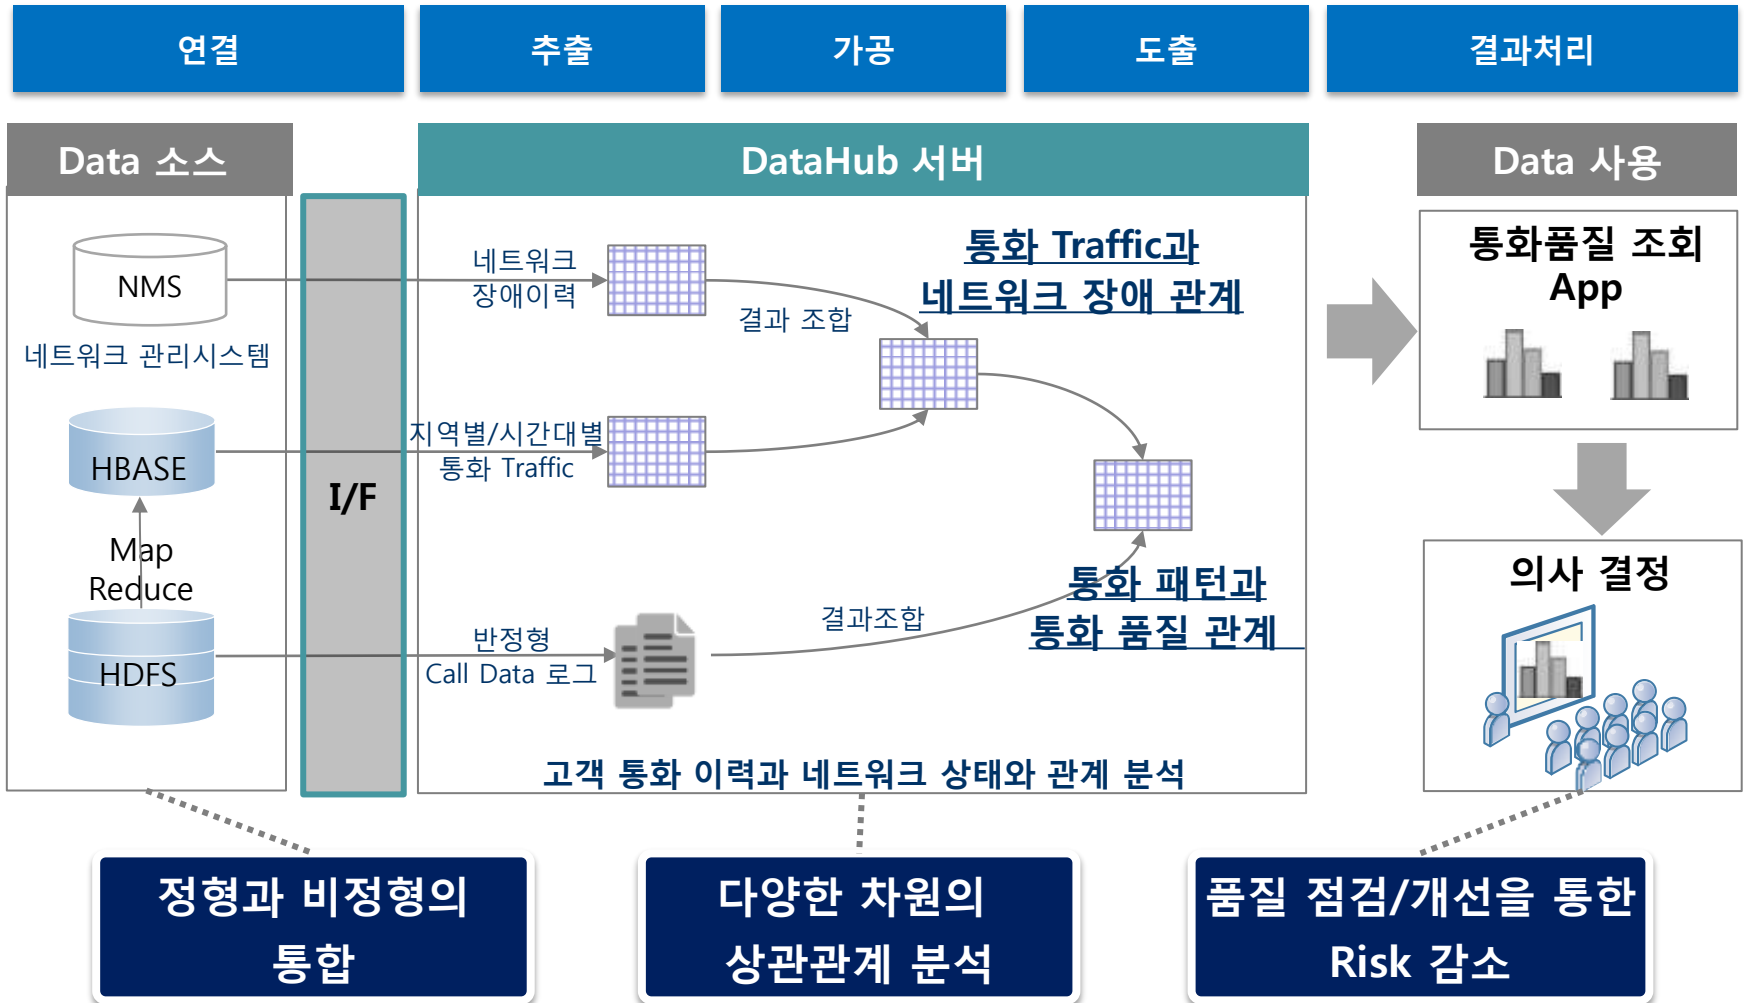 연결
추출
가공
도출
결과처리
Data 소스
DataHub 서버
Data 사용
NMS
네트워크 관리시스템
HBASE
Map
Reduce
HDFS
I/F
네트워크
장애이력
지역별/시간대별
통화 Traffic
반정형
Call Data 로그
결과 조합
통화 Traffic과
네트워크 장애 관계
결과조합
통화 패턴과
통화 품질 관계
고객 통화 이력과 네트워크 상태와 관계 분석
통화품질 조회
App
의사 결정
정형과 비정형의
통합
다양한 차원의
상관관계 분석
품질 점검/개선을 통한
Risk 감소